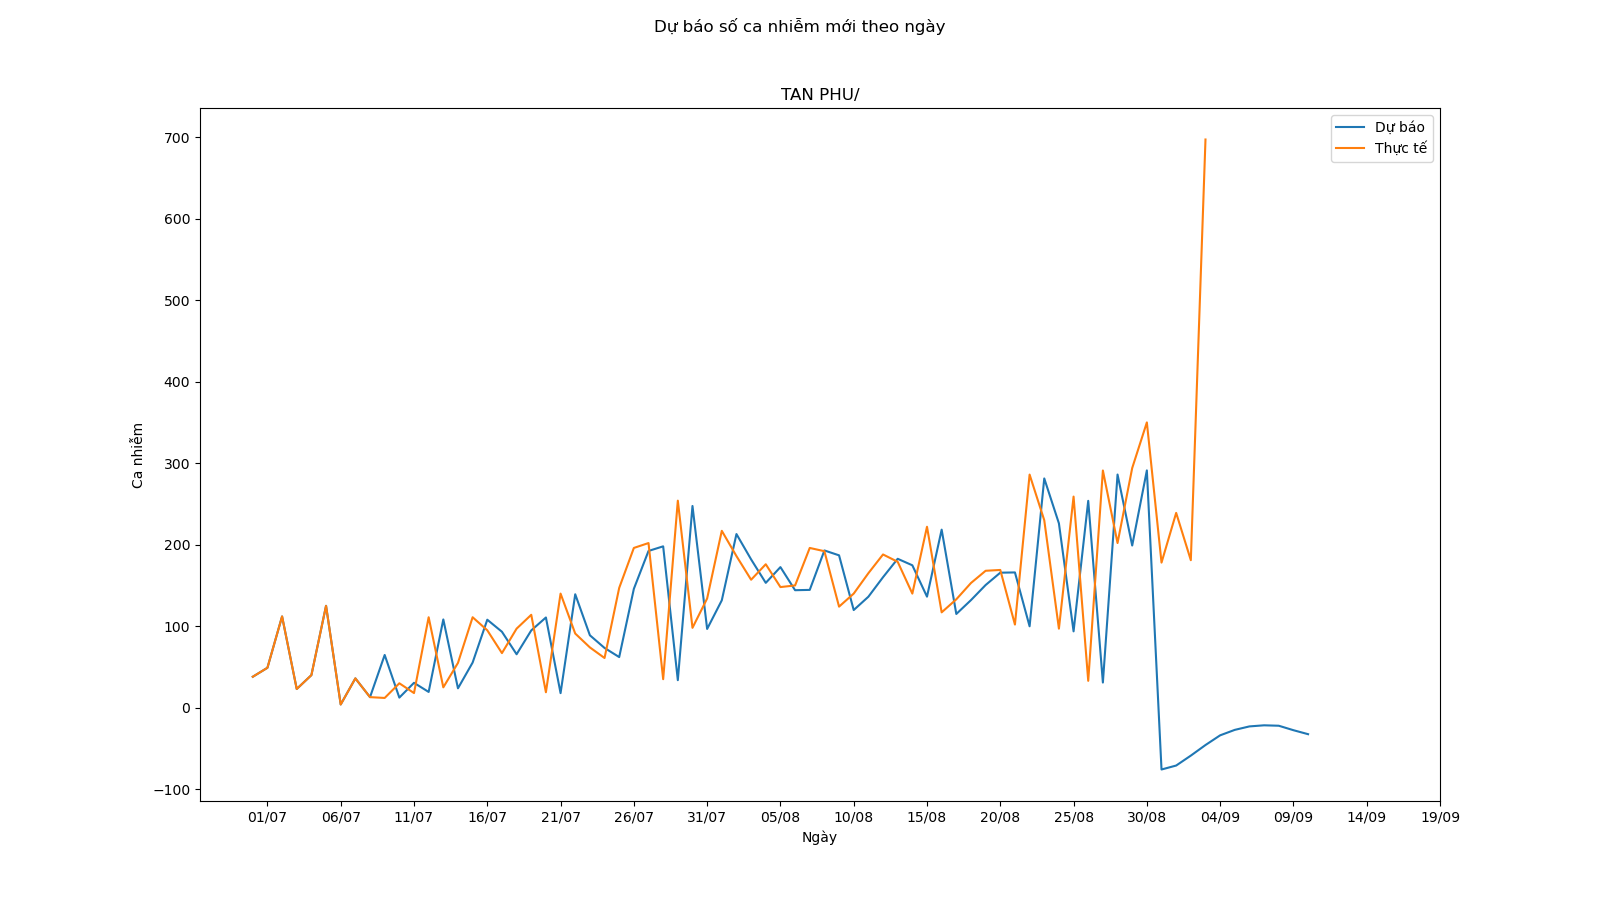 Dự báo số ca nhiễm mới theo ngày
TAN PHU/
Dự báo
Thực tế
700
600
500
400
300
200
100
0
−100
Ca nhiễm
01/07 06/07 11/07 16/07 21/07 26/07 31/07 05/08 10/08 15/08 20/08 25/08 30/08 04/09 09/09 14/09 19/09
Ngày